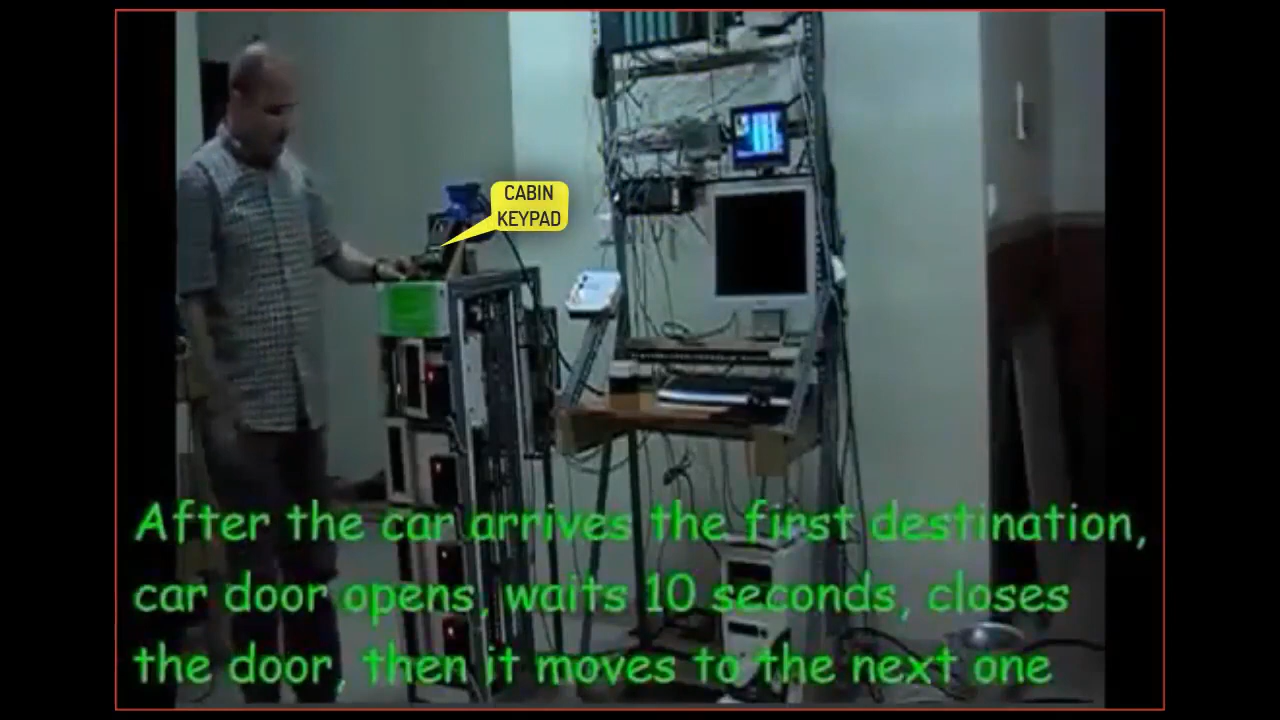 CABIN
KEYPAD
After the car arrives the first destination,
car door opens, waits 10 seconds, closes
the door, then it moves to the next one